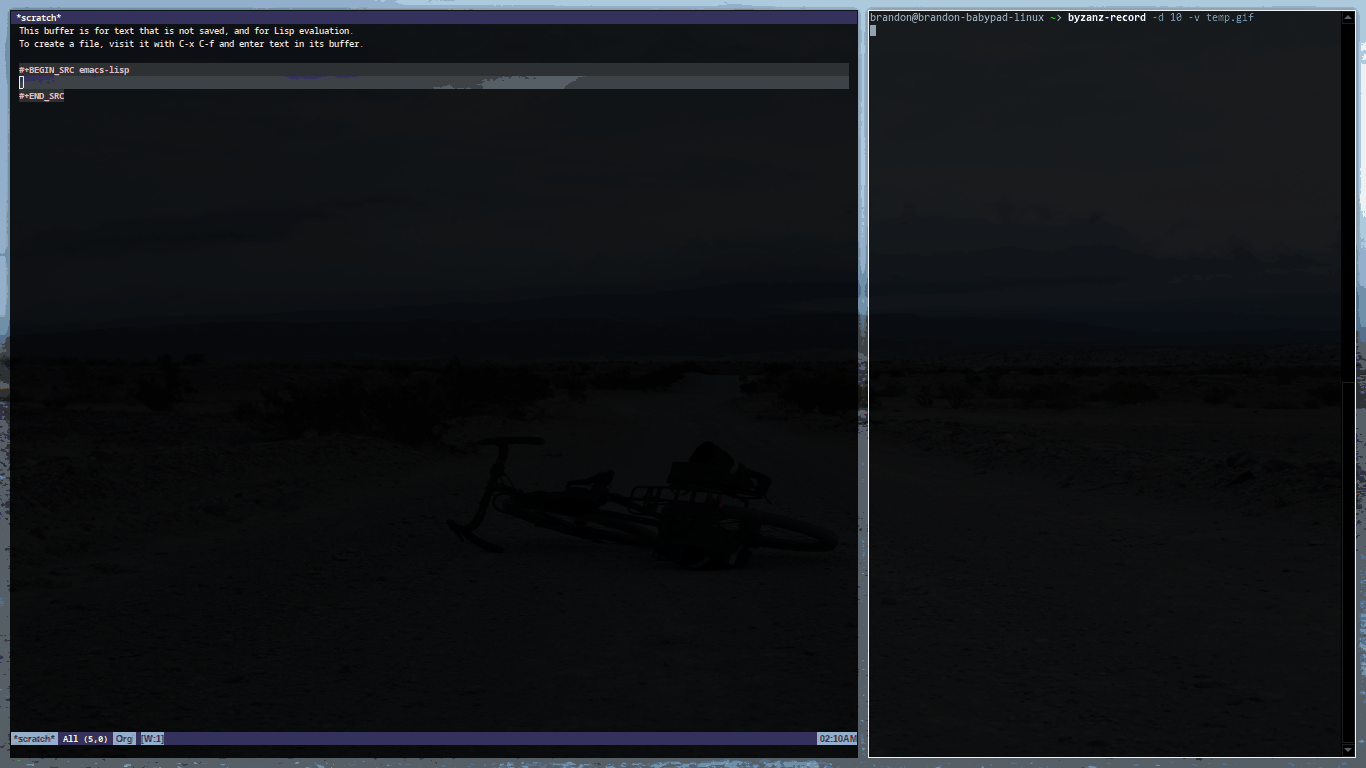 *scratch*
This buffer is for text that is not saved, and for Lisp evaluation.
To create a file, visit it with C-x C-f and enter text in its buffer.
#+BEGIN_SRC emacs-lisp
#+END_SRC
*scratch* All (5,0) Org [W:1] 02:10AM
brandon@brandon-babypad-linux ~> byzanz-record -d 10 -v temp.gif